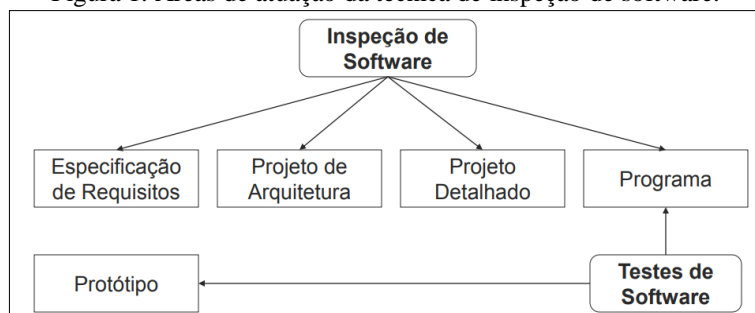 Figura 1. Áreas de atuação da técnica de inspeção de software.
Inspeção de
Software
Especificação
de Requisitos
Projeto de
Arquitetura
Projeto
Detalhado
Programa
Protótipo
Testes de
Software